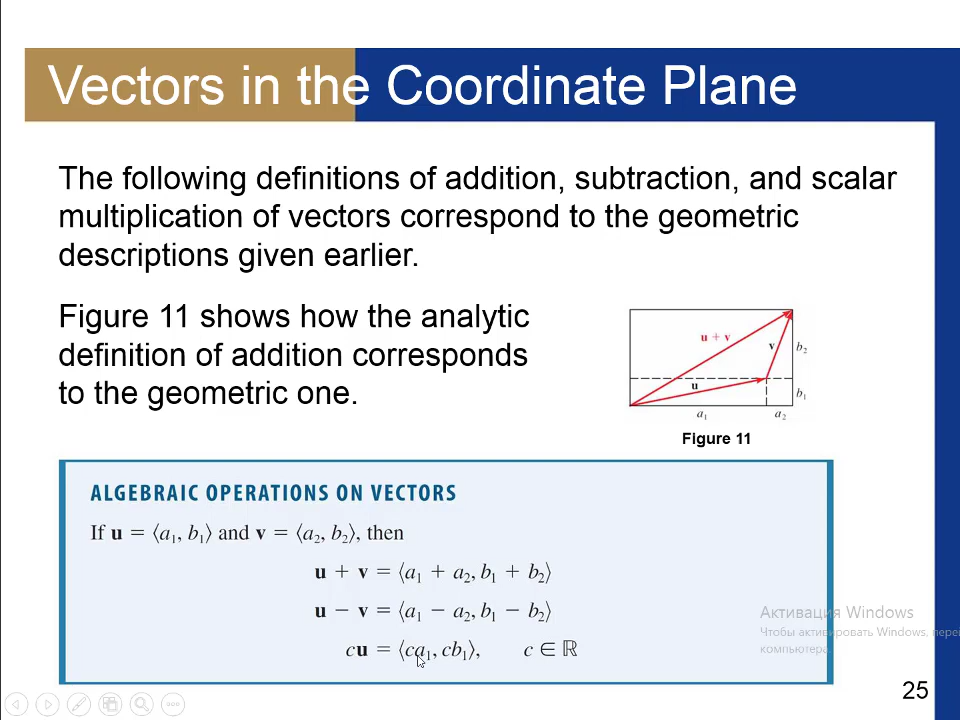 Vectors in the Coordinate Plane
The following definitions of addition, subtraction, and scalar
multiplication of vectors correspond to the geometric
descriptions given earlier.
Figure 11 shows how the analytic
definition of addition corresponds
to the geometric one.
u + v
v
b₂
u
b₁
a₁
a₂
Figure 11
ALGEBRAIC OPERATIONS ON VECTORS
If u = ⟨a₁, b₁⟩ and v = ⟨a₂, b₂⟩, then
u + v = ⟨a₁ + a₂, b₁ + b₂⟩
u − v = ⟨a₁ − a₂, b₁ − b₂⟩
cu = ⟨ca₁, cb₁⟩, c ∈ ℝ
Активация Windows
Чтобы активировать Windows, пере
компьютера.
25